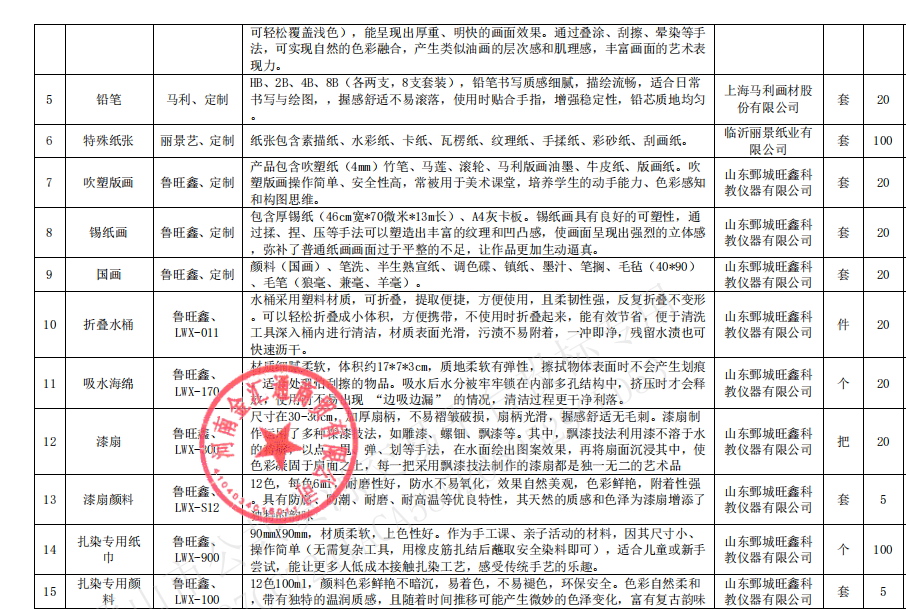 可轻松覆盖浅色），能呈现出厚重、明快的画面效果。通过叠涂、刮擦、晕染等手
法，可实现自然的色彩融合，产生类似油画的层次感和肌理感，丰富画面的艺术表
现力。
5 铅笔 马利、定制 HB、2B、4B、8B（各两支，8支套装），铅笔书写质感细腻，描绘流畅，适合日常
书写与绘图，，握感舒适不易滚落，使用时贴合手指，增强稳定性，铅芯质地均匀
。 上海马利画材股
份有限公司 套 20
6 特殊纸张 丽景艺、定制 纸张包含素描纸、水彩纸、卡纸、瓦楞纸、纹理纸、手揉纸、彩砂纸、刮画纸。 临沂丽景纸业有
限公司 套 100
7 吹塑版画 鲁旺鑫、定制 产品包含吹塑纸（4mm）竹笔、马莲、滚轮、马利版画油墨、牛皮纸、版画纸。吹
塑版画操作简单、安全性高，常被用于美术课堂，培养学生的动手能力、色彩感知
和构图思维。 山东鄄城旺鑫科
教仪器有限公司 套 20
8 锡纸画 鲁旺鑫、定制 包含厚锡纸（46cm宽*70微米*13m长）、A4灰卡板。锡纸画具有良好的可塑性，通
过揉、捏、压等手法可以塑造出丰富的纹理和凹凸感，使画面呈现出强烈的立体感
，弥补了普通纸画画面过于平整的不足，让作品更加生动逼真。 山东鄄城旺鑫科
教仪器有限公司 套 20
9 国画 鲁旺鑫、定制 颜料（国画）、笔洗、半生熟宣纸、调色碟、镇纸、墨汁、笔搁、毛毡（40*90）
、毛笔（狼毫、兼毫、羊毫）。 山东鄄城旺鑫科
教仪器有限公司 套 20
10 折叠水桶 鲁旺鑫、
LWX-011 水桶采用塑料材质，可折叠，提取便捷，方便使用，且柔韧性强，反复折叠不变形
。可以轻松折叠成小体积，方便携带，不使用时折叠起来，能有效节省，便于清洗
工具深入桶内进行清洁，材质表面光滑，污渍不易附着，一冲即净，残留水渍也可
快速沥干。 山东鄄城旺鑫科
教仪器有限公司 件 20
11 吸水海绵 鲁旺鑫、
LWX-170 材质细腻柔软，体积约17*7*3cm，质地柔软有弹性，擦拭物体表面时不会产生划痕
，适合处理怕刮擦的物品。吸水后水分被牢牢锁在内部多孔结构中，挤压时才会释
放，使用时不易出现 “边吸边漏” 的情况，清洁过程更干净利落。 山东鄄城旺鑫科
教仪器有限公司 个 20
12 漆扇 鲁旺鑫、
LWX-300 尺寸在30-36cm，加厚扇柄，不易褶皱破损，扇柄光滑，握感舒适无毛刺。漆扇制
作运用了多种髹漆技法，如雕漆、螺钿、飘漆等。其中，飘漆技法利用漆不溶于水
的特性，以点、甩、弹、划等手法，在水面绘出图案效果，再将扇面沉浸其中，使
色彩凝固于扇面之上，每一把采用飘漆技法制作的漆扇都是独一无二的艺术品 山东鄄城旺鑫科
教仪器有限公司 把 20
13 漆扇颜料 鲁旺鑫、
LWX-S12 12色，每色6ml，耐磨性好，防水不易氧化，效果自然美观，色彩鲜艳，附着性强
。具有防腐、防潮、耐磨、耐高温等优良特性，其天然的质感和色泽为漆扇增添了
独特的韵味 山东鄄城旺鑫科
教仪器有限公司 套 5
14 扎染专用纸
巾 鲁旺鑫、
LWX-900 90mmX90mm，材质柔软，上色性好。作为手工课、亲子活动的材料，因其尺寸小、
操作简单（无需复杂工具，用橡皮筋扎结后蘸取安全染料即可），适合儿童或新手
尝试，能让更多人低成本接触扎染工艺，感受传统手艺的乐趣。 山东鄄城旺鑫科
教仪器有限公司 个 100
15 扎染专用颜
料 鲁旺鑫、
LWX-100 12色100ml，颜料色彩鲜艳不暗沉，易着色，不易褪色，环保安全。色彩自然柔和
，带有独特的温润质感，且随着时间推移可能产生微妙的色泽变化，富有复古韵味 山东鄄城旺鑫科
教仪器有限公司 套 5